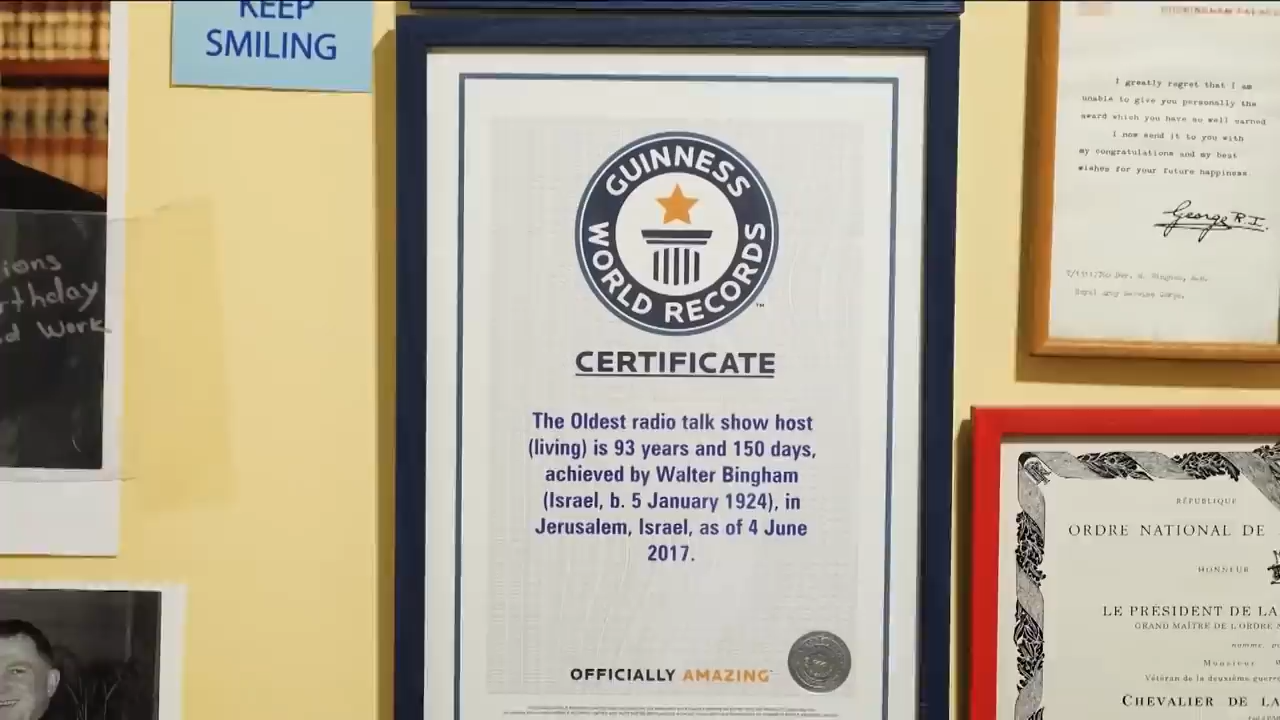 KEEP
SMILING
GUINNESS
WORLD RECORDS
™
CERTIFICATE
The Oldest radio talk show host
(living) is 93 years and 150 days,
achieved by Walter Bingham
(Israel, b. 5 January 1924), in
Jerusalem, Israel, as of 4 June
2017.
OFFICIALLY AMAZING
ions
rthday
d Work
I greatly regret that I am
unable to give you personally the
award which you have so well earned
I now send it to you with
my congratulations and my best
wishes for your future happiness.
George R.I.
Bingham,
Royal Army Service Corps.
RÉPUBLIQUE
ORDRE NATIONAL DE
HONNEUR
LE PRÉSIDENT DE LA
GRAND MAÎTRE DE L'ORDRE
nomme,
Monsieur
Vétéran de la deuxième guerre
CHEVALIER DE LA